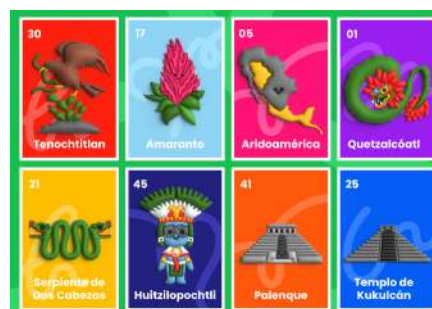 30
Tenochtitlan
17
Amaranto
05
Aridoamérica
01
Quetzalcóatl
21
Serpiente de
Dos Cabezas
45
Huitzilopochtli
41
Palenque
25
Templo de
Kukulcán